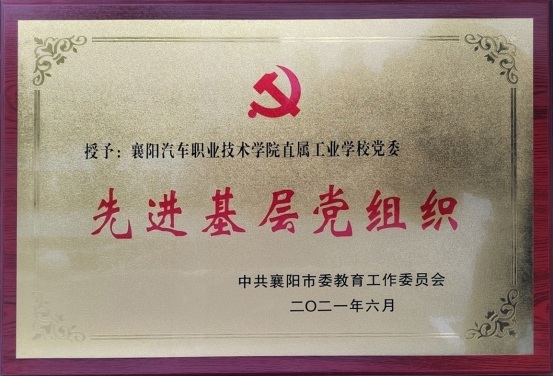 授予：襄阳汽车职业技术学院直属工业学校党委
先进基层党组织
中共襄阳市委教育工作委员会
二〇二一年六月